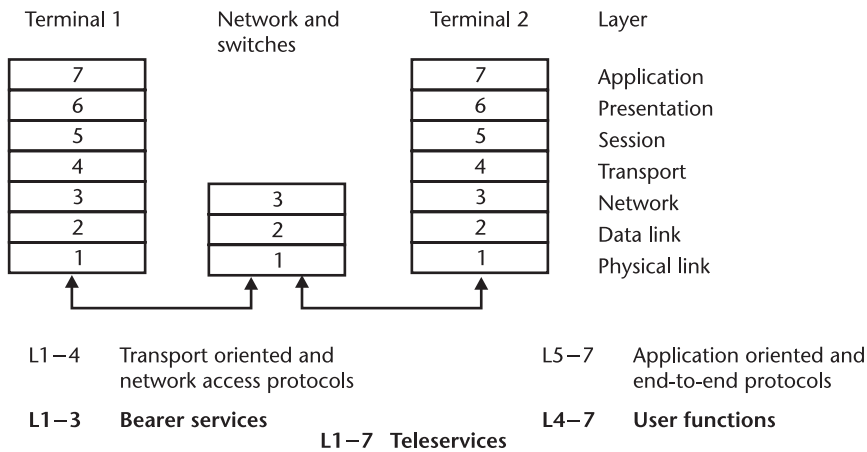 Terminal 1 Network and switches Terminal 2 Layer
7 7 Application
6 6 Presentation
5 5 Session
4 4 Transport
3 3 3 Network
2 2 2 Data link
1 1 1 Physical link
L1–4 Transport oriented and network access protocols
L5–7 Application oriented and end-to-end protocols
L1–3 Bearer services
L4–7 User functions
L1–7 Teleservices